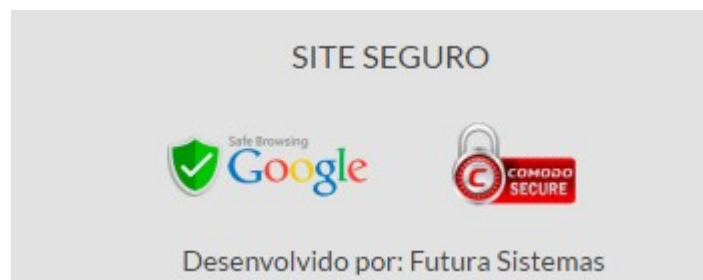 SITE SEGURO
Safe Browsing
Google
C COMODO
SECURE
Desenvolvido por: Futura Sistemas